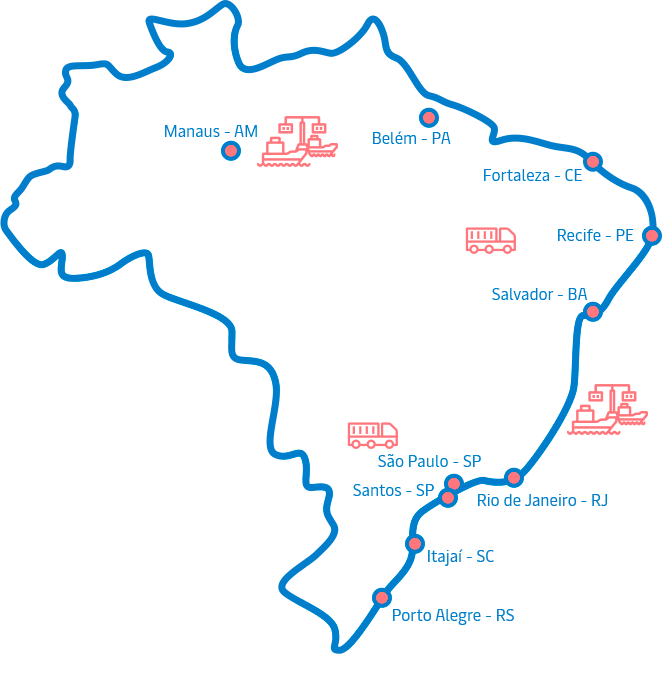 Manaus - AM
Belém - PA
Fortaleza - CE
Recife - PE
Salvador - BA
São Paulo - SP
Santos - SP
Rio de Janeiro - RJ
Itajaí - SC
Porto Alegre - RS